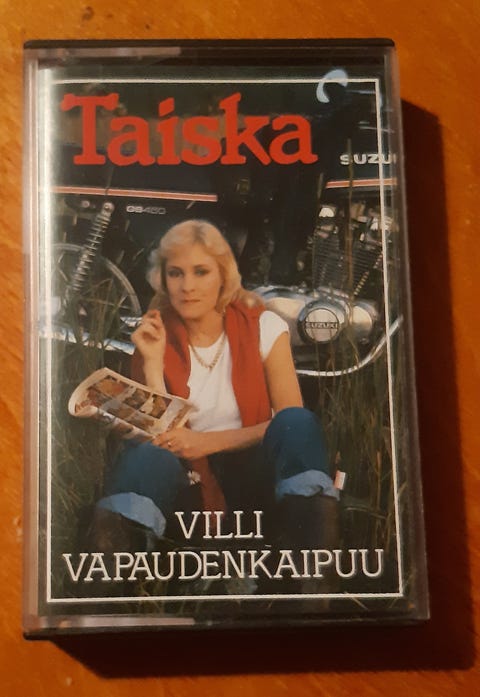 Taiska
SUZU
GS450
SUZUKI
VILLI
VAPAUDENKAIPUU